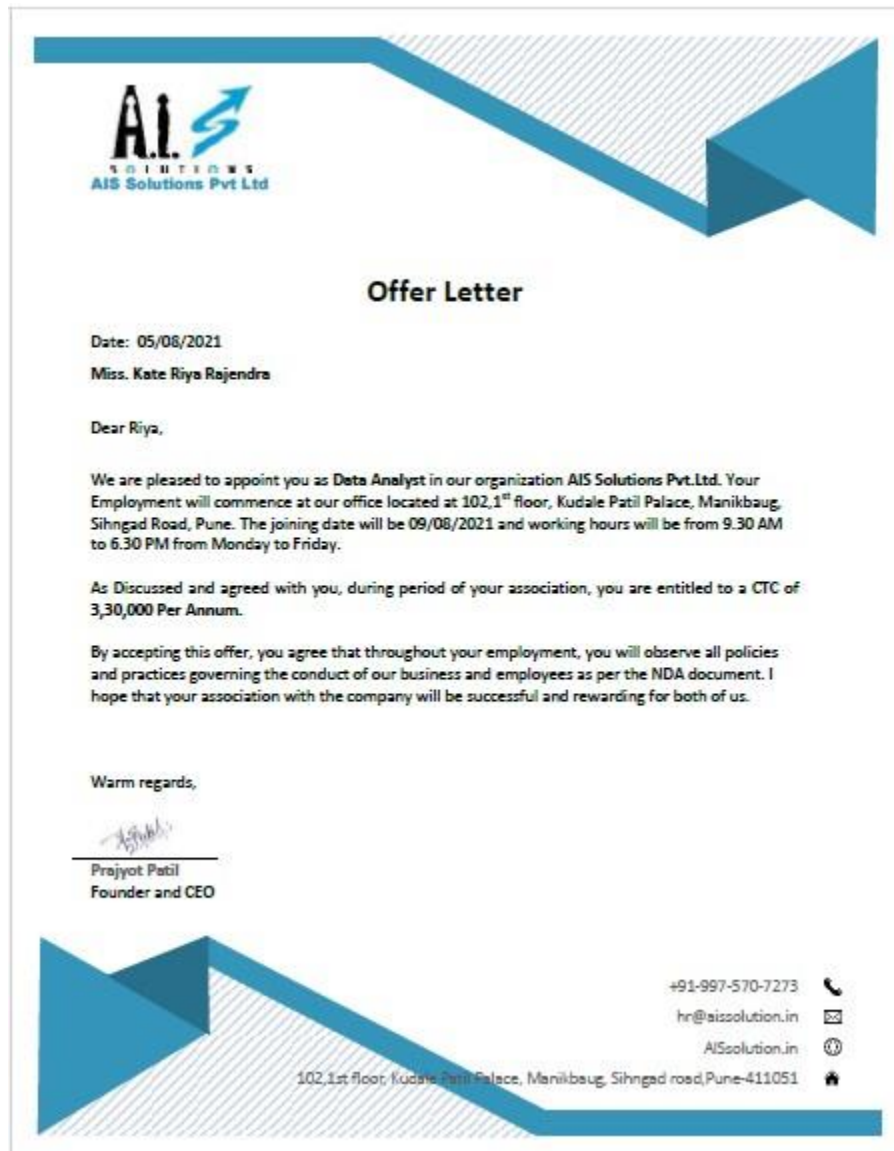 A.I.S
SOLUTIONS
AIS Solutions Pvt Ltd
Offer Letter
Date: 05/08/2021
Miss. Kate Riya Rajendra
Dear Riya,
We are pleased to appoint you as Data Analyst in our organization AIS Solutions Pvt.Ltd. Your
Employment will commence at our office located at 102,1st floor, Kudale Patil Palace, Manikbaug,
Sihngad Road, Pune. The joining date will be 09/08/2021 and working hours will be from 9.30 AM
to 6.30 PM from Monday to Friday.
As Discussed and agreed with you, during period of your association, you are entitled to a CTC of
3,30,000 Per Annum.
By accepting this offer, you agree that throughout your employment, you will observe all policies
and practices governing the conduct of our business and employees as per the NDA document. I
hope that your association with the company will be successful and rewarding for both of us.
Warm regards,
Prajyot Patil
Founder and CEO
+91-997-570-7273
hr@aissolution.in
AISsolution.in
102,1st floor, Kudale Patil Palace, Manikbaug, Sihngad road,Pune-411051